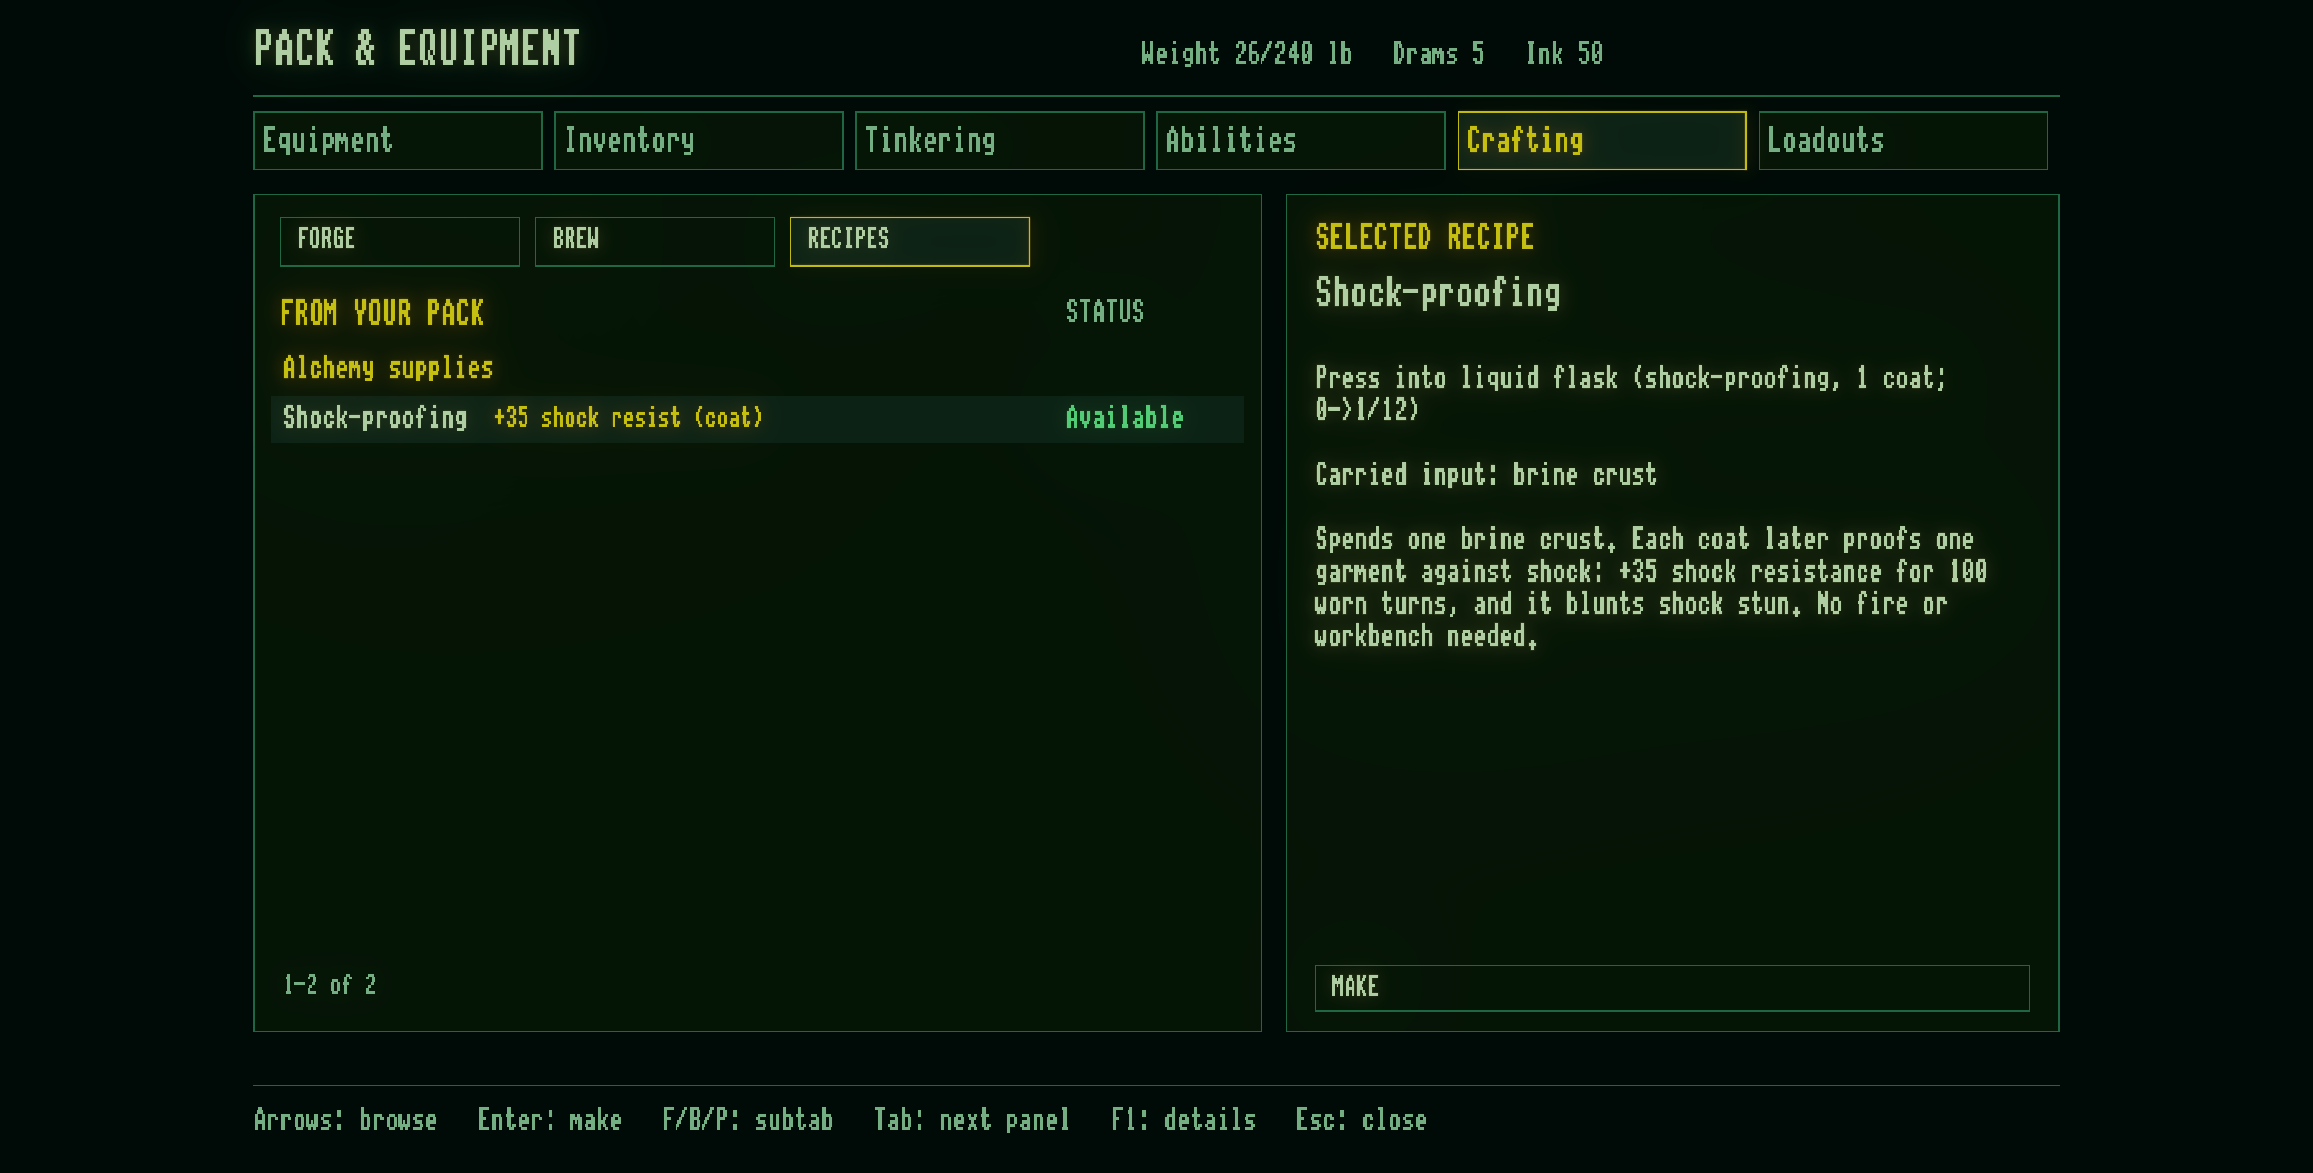 PACK & EQUIPMENT
Weight 26/240 lb Drams 5 Ink 50
Equipment Inventory Tinkering Abilities Crafting Loadouts
FORGE BREW RECIPES
FROM YOUR PACK STATUS
Alchemy supplies
Shock-proofing +35 shock resist (coat) Available
1-2 of 2
SELECTED RECIPE
Shock-proofing
Press into liquid flask (shock-proofing, 1 coat;
0->1/12)
Carried input: brine crust
Spends one brine crust. Each coat later proofs one
garment against shock: +35 shock resistance for 100
worn turns, and it blunts shock stun. No fire or
workbench needed.
MAKE
Arrows: browse Enter: make F/B/P: subtab Tab: next panel F1: details Esc: close